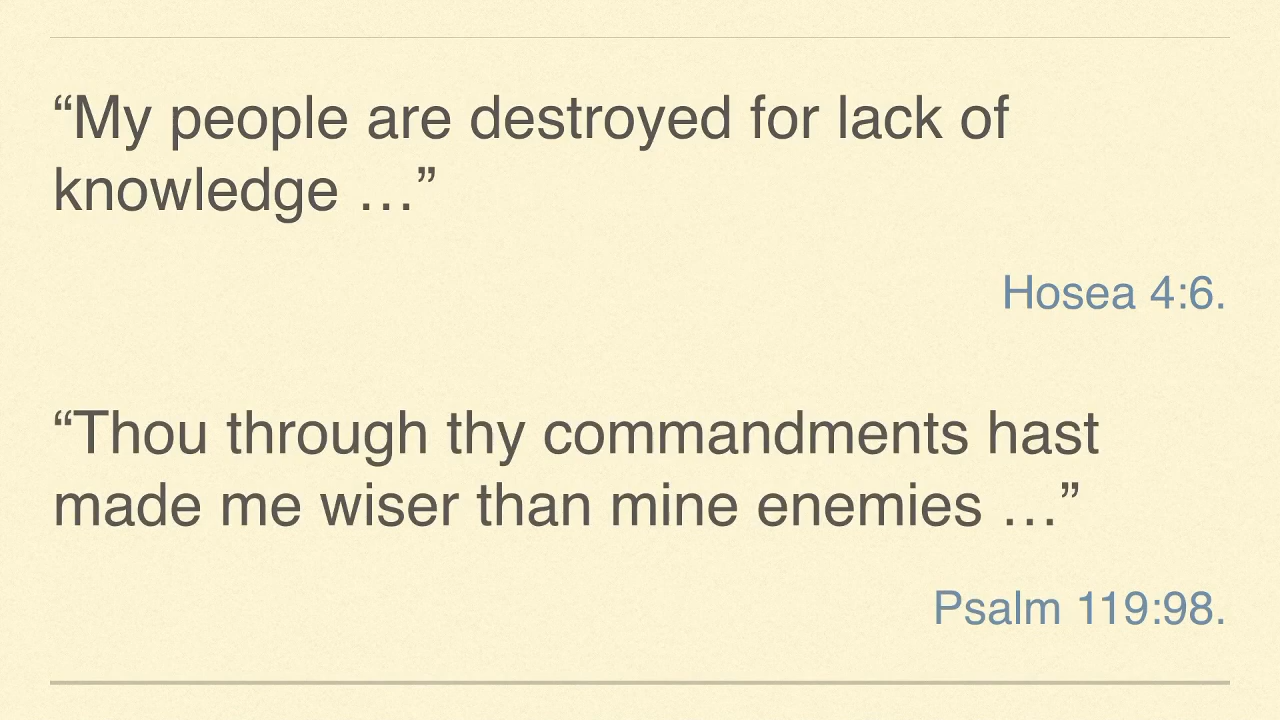 “My people are destroyed for lack of
knowledge …”
Hosea 4:6.
“Thou through thy commandments hast
made me wiser than mine enemies …”
Psalm 119:98.